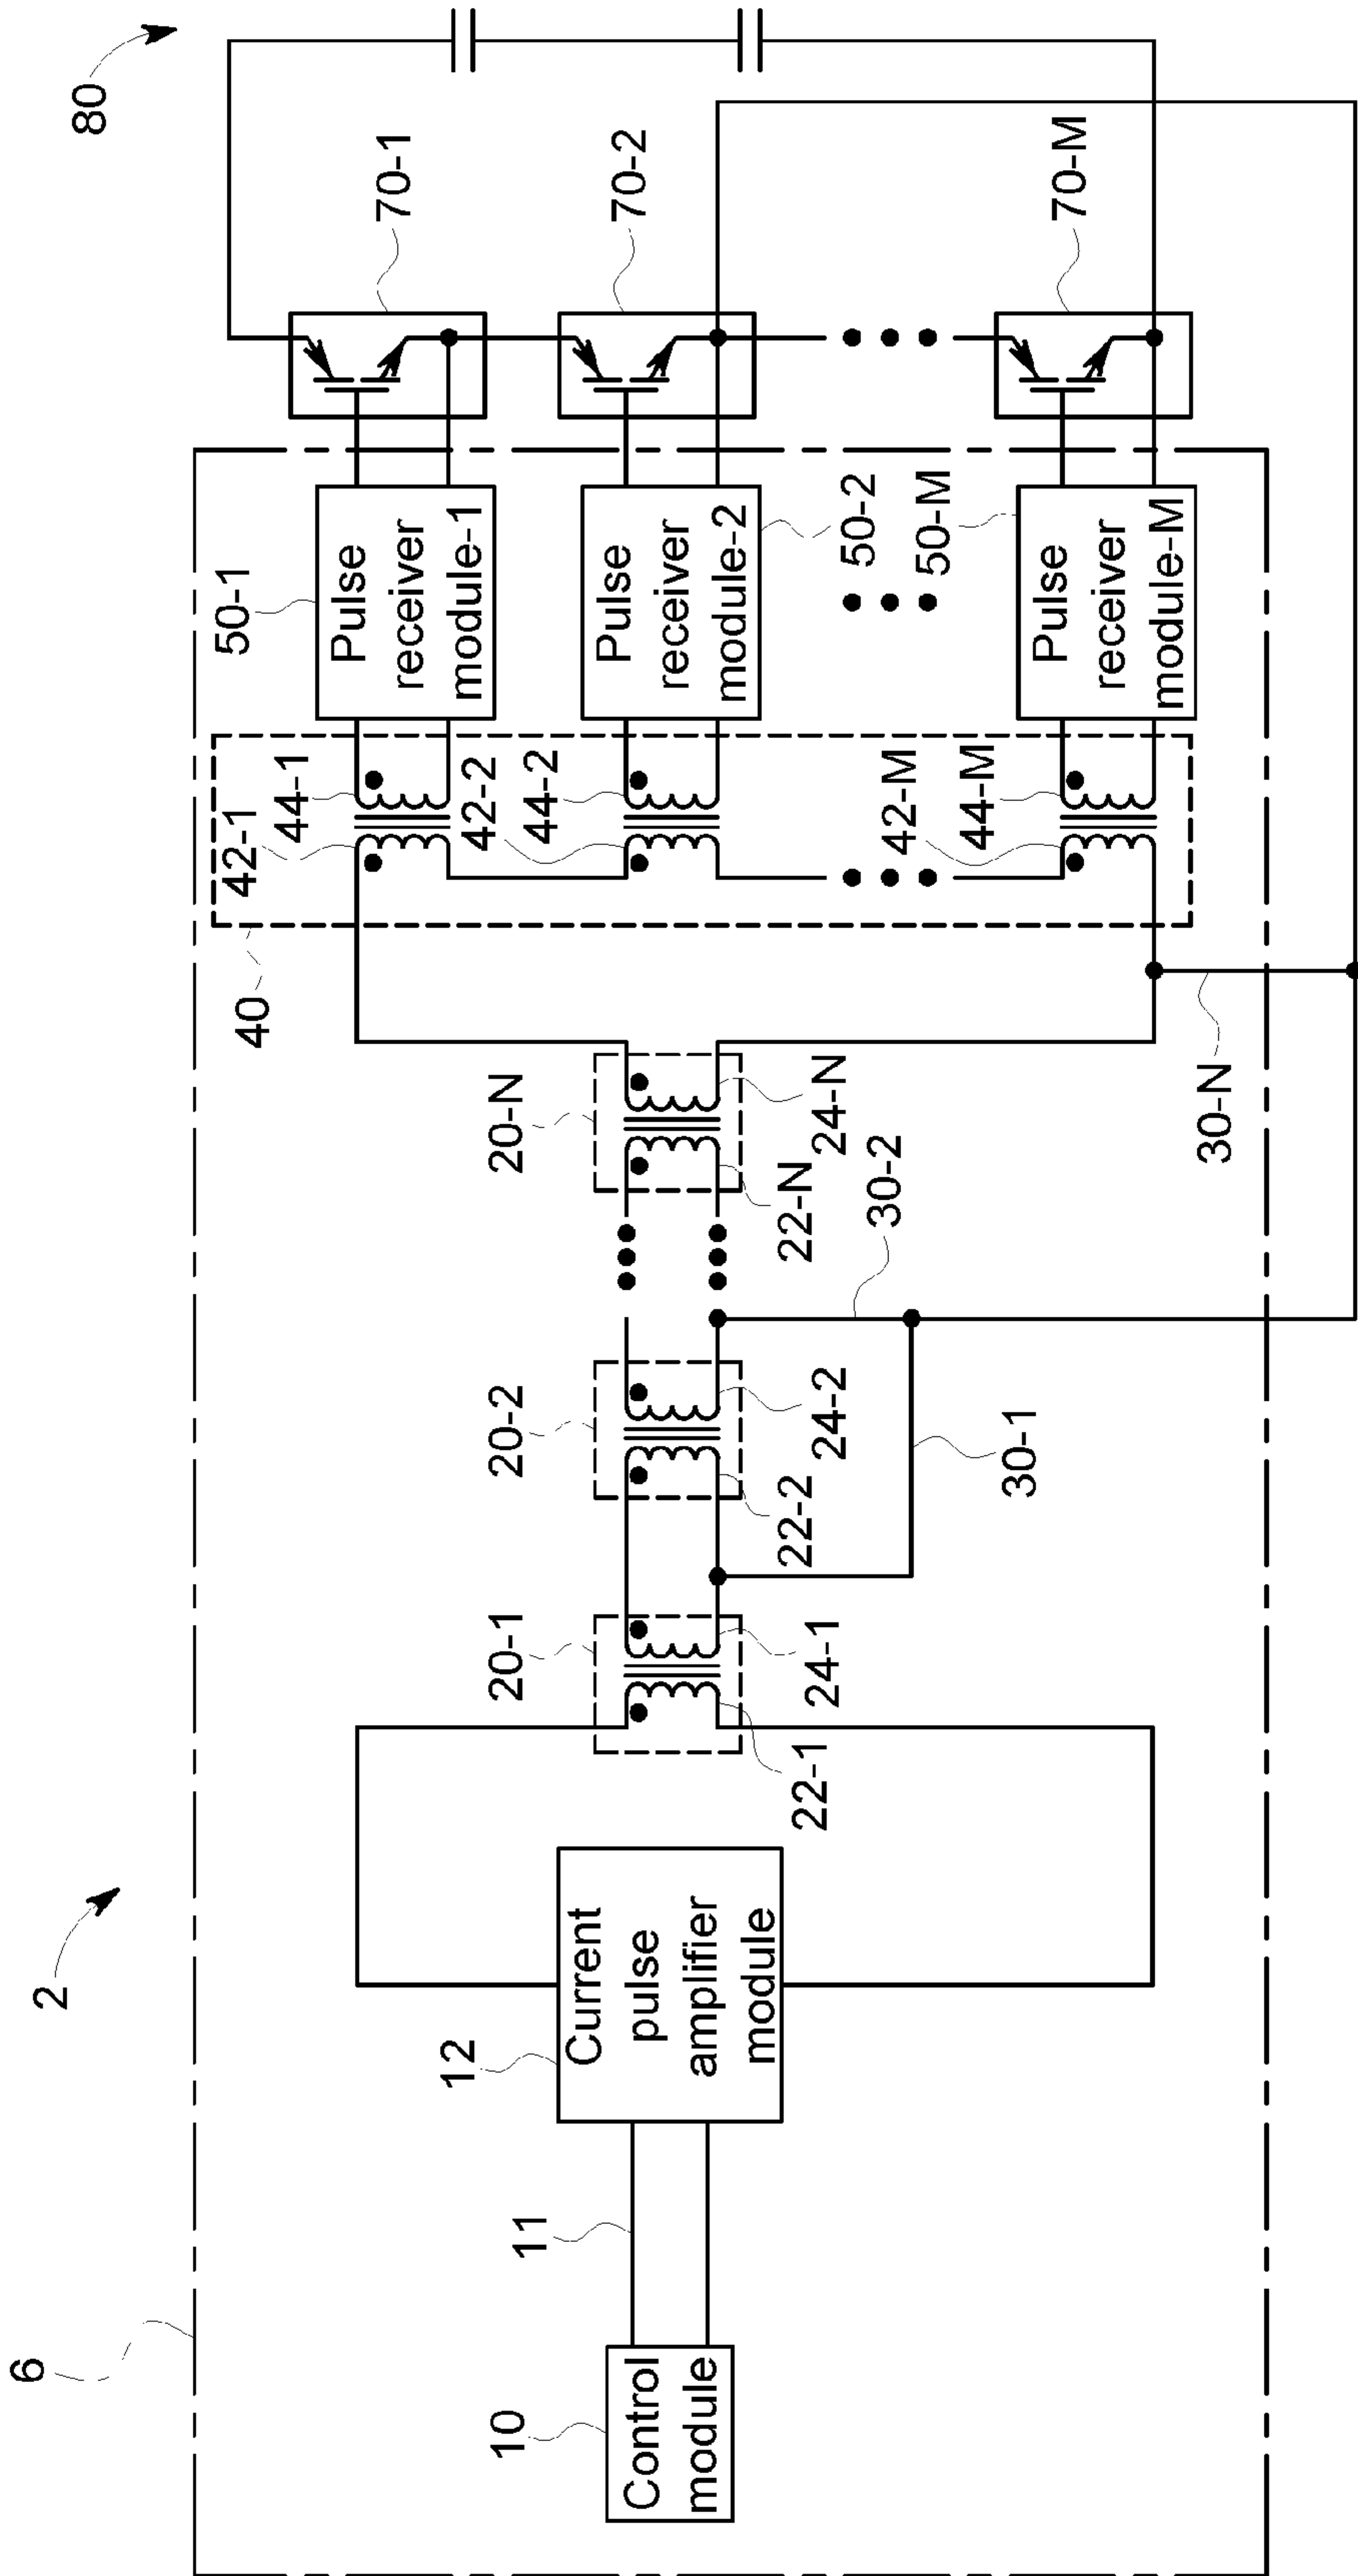 2
6
80
10
Control
module
11
12
Current
pulse
amplifier
module
20-1
22-1
24-1
20-2
22-2
24-2
30-1
30-2
20-N
22-N
24-N
30-N
40
42-1
44-1
42-2
44-2
42-M
44-M
50-1
Pulse
receiver
module-1
Pulse
receiver
module-2
50-2
50-M
Pulse
receiver
module-M
70-1
70-2
70-M